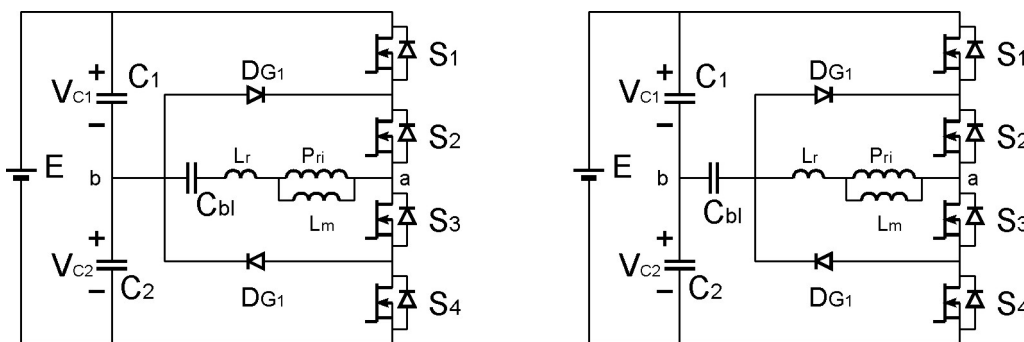 S1
C1
DG1
VC1
S2
Lr
Pri
E
b
a
Cbl
Lm
S3
VC2
C2
DG1
S4
S1
C1
DG1
VC1
S2
Lr
Pri
E
b
a
Cbl
Lm
S3
VC2
C2
DG1
S4